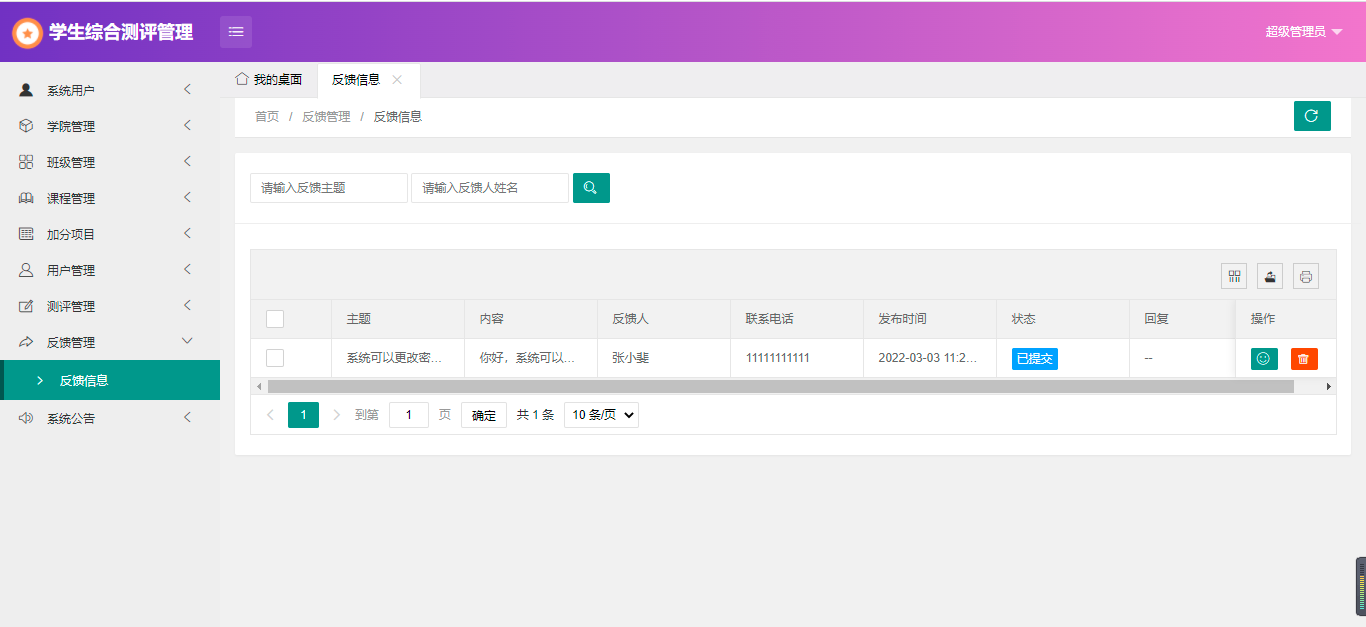 学生综合测评管理
超级管理员
系统用户
学院管理
班级管理
课程管理
加分项目
用户管理
测评管理
反馈管理
反馈信息
系统公告
我的桌面 反馈信息
首页 / 反馈管理 / 反馈信息
请输入反馈主题 请输入反馈人姓名
主题 内容 反馈人 联系电话 发布时间 状态 回复 操作
系统可以更改密... 你好，系统可以... 张小斐 11111111111 2022-03-03 11:2... 已提交 --
1 到第 1 页 确定 共 1 条 10 条/页